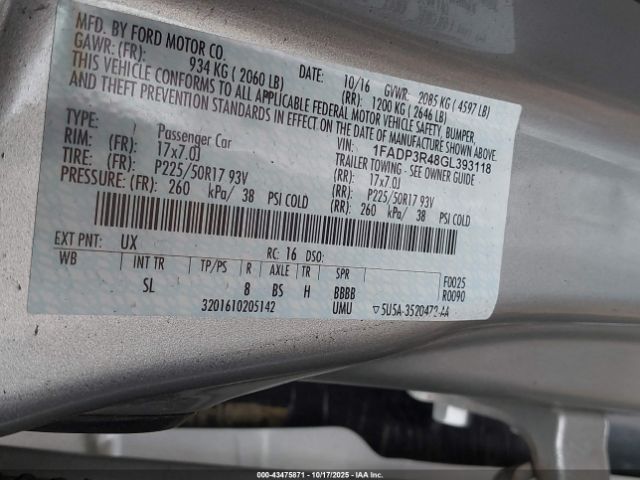 MFD. BY FORD MOTOR CO.
DATE: 10/16 GVWR: 2085 KG ( 4597 LB)
GAWR: (FR): 934 KG ( 2060 LB) (RR): 1200 KG ( 2646 LB)
THIS VEHICLE CONFORMS TO ALL APPLICABLE FEDERAL MOTOR VEHICLE SAFETY, BUMPER,
AND THEFT PREVENTION STANDARDS IN EFFECT ON THE DATE OF MANUFACTURE SHOWN ABOVE.
VIN: 1FADP3R48GL393118
TYPE: Passenger Car TRAILER TOWING - SEE OWNER GUIDE
RIM: (FR): 17x7.0J (RR): 17x7.0J
TIRE: (FR): P225/50R17 93V (RR): P225/50R17 93V
PRESSURE: (FR): 260 kPa/ 38 PSI COLD (RR): 260 kPa/ 38 PSI COLD
EXT PNT: UX RC: 16 DSO:
WB INT TR TP/PS R AXLE TR SPR F0025
SL 8 BS H BBBB R0090
3201610205142 UMU
000-43475871 - 10/17/2025 - IAA Corp.